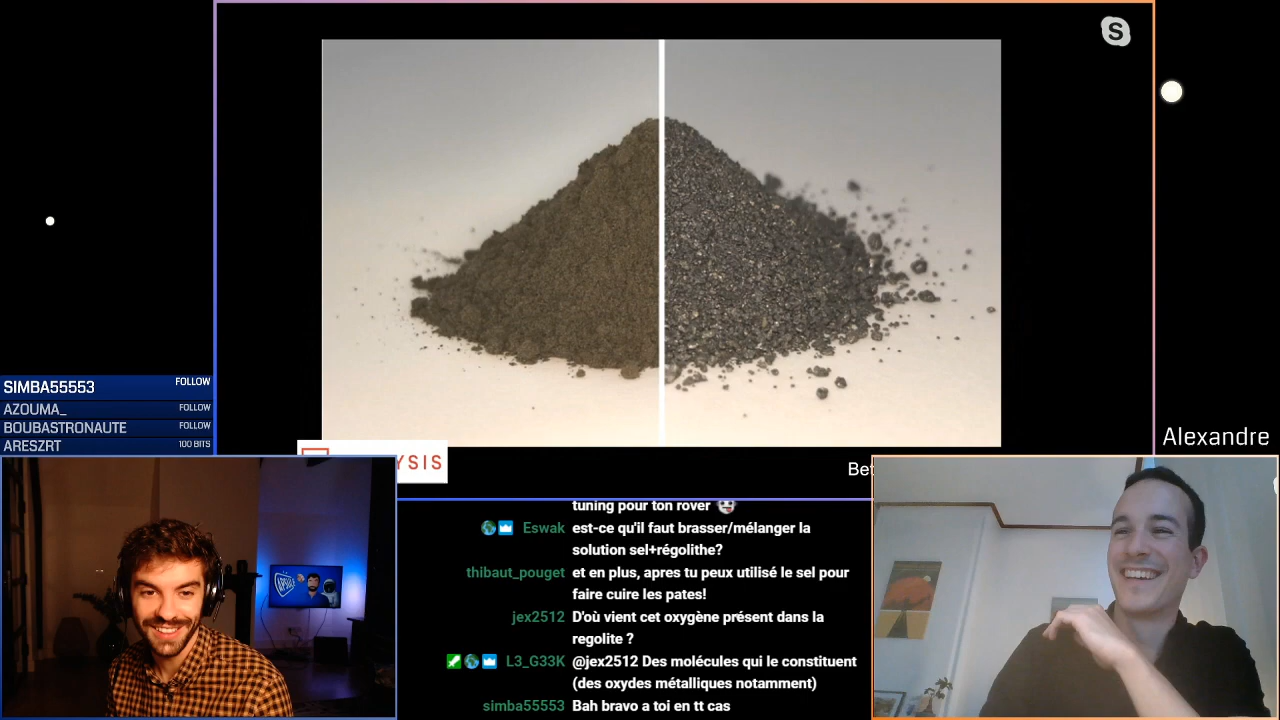 S
SIMBA55553 FOLLOW
AZOUMA_ FOLLOW
BOUBASTRONAUTE FOLLOW
ARESZRT 100 BITS
Alexandre
YSIS
Bet
tuning pour ton rover
Eswak est-ce qu'il faut brasser/mélanger la
solution sel+régolithe?
thibaut_pouget et en plus, apres tu peux utilisé le sel pour
faire cuire les pates!
jex2512 D'où vient cet oxygène présent dans la
regolite ?
L3_G33K @jex2512 Des molécules qui le constituent
(des oxydes métalliques notamment)
simba55553 Bah bravo a toi en tt cas